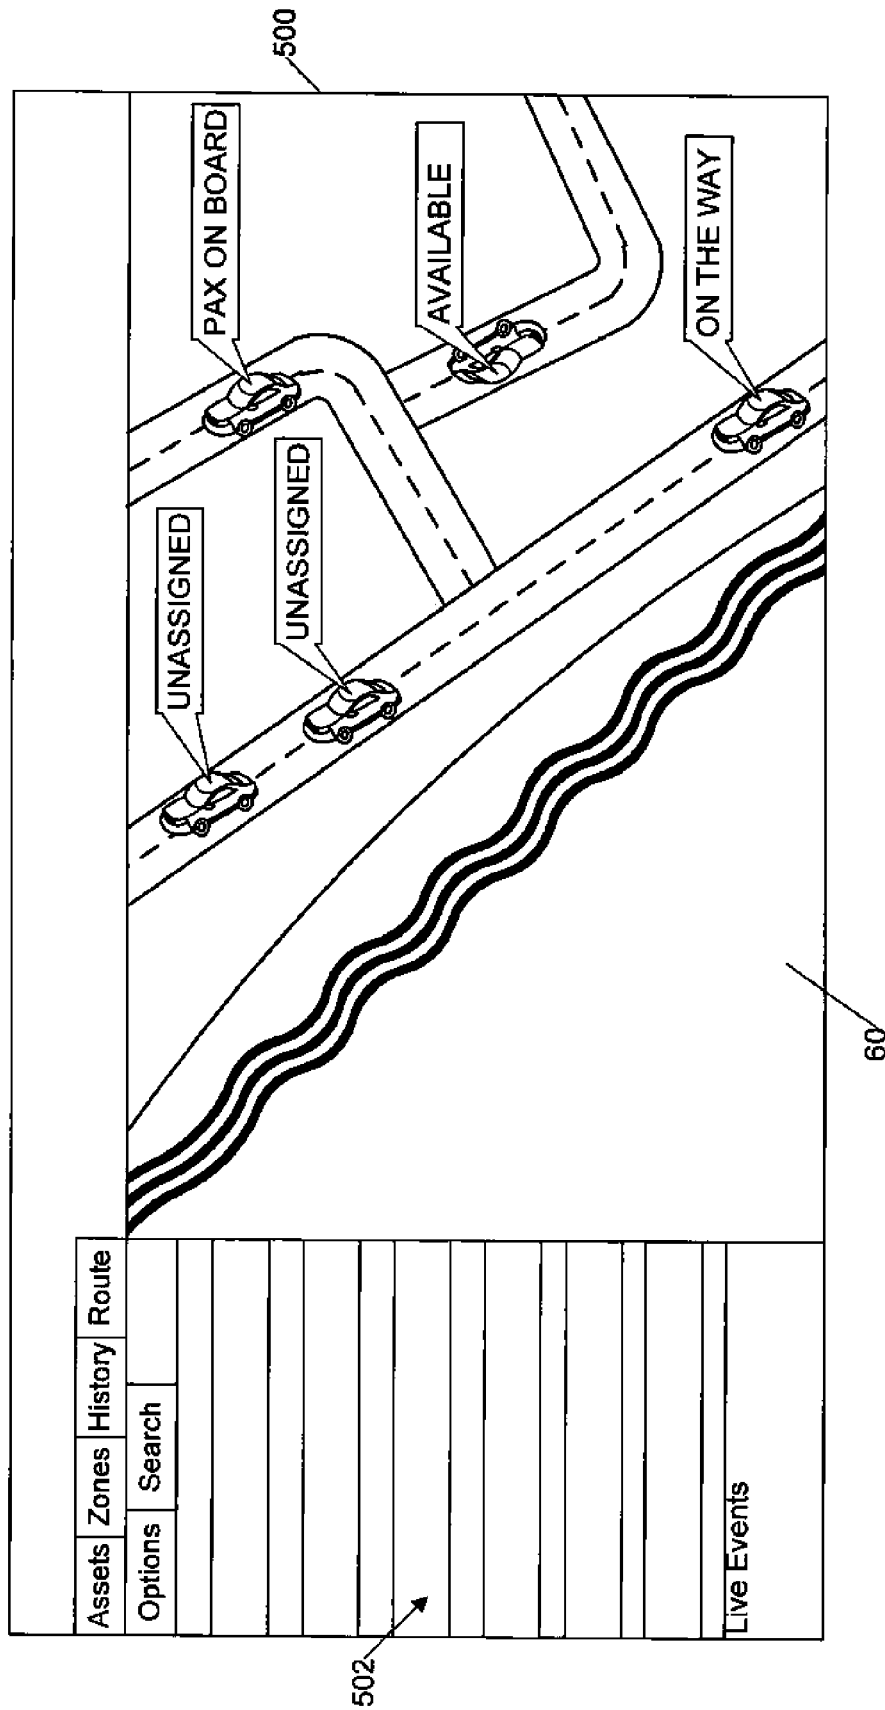 500
Assets Zones History Route
Options Search
UNASSIGNED
PAX ON BOARD
UNASSIGNED
AVAILABLE
502
ON THE WAY
Live Events
60